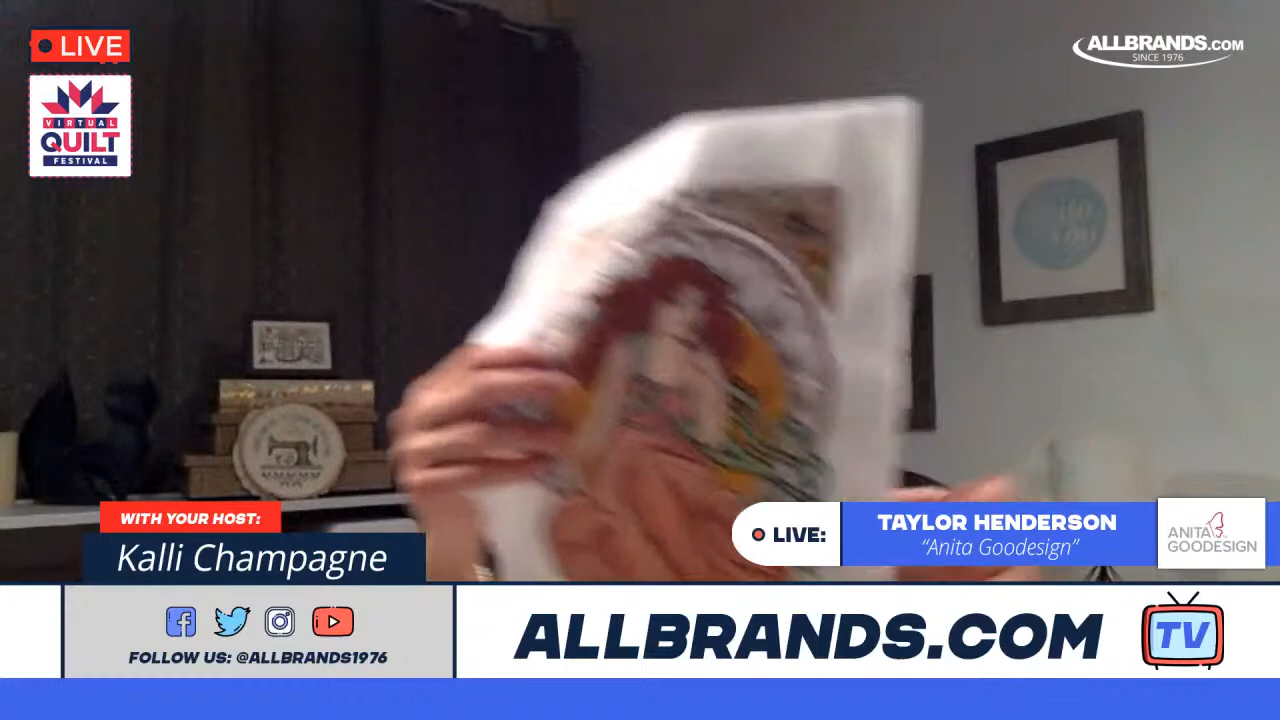 LIVE
VIRTUAL
QUILT
FESTIVAL
ALLBRANDS.COM
SINCE 1976
WITH YOUR HOST:
Kalli Champagne
LIVE:
TAYLOR HENDERSON
“Anita Goodesign”
ANITA
GOODESIGN
FOLLOW US: @ALLBRANDS1976
ALLBRANDS.COM
TV